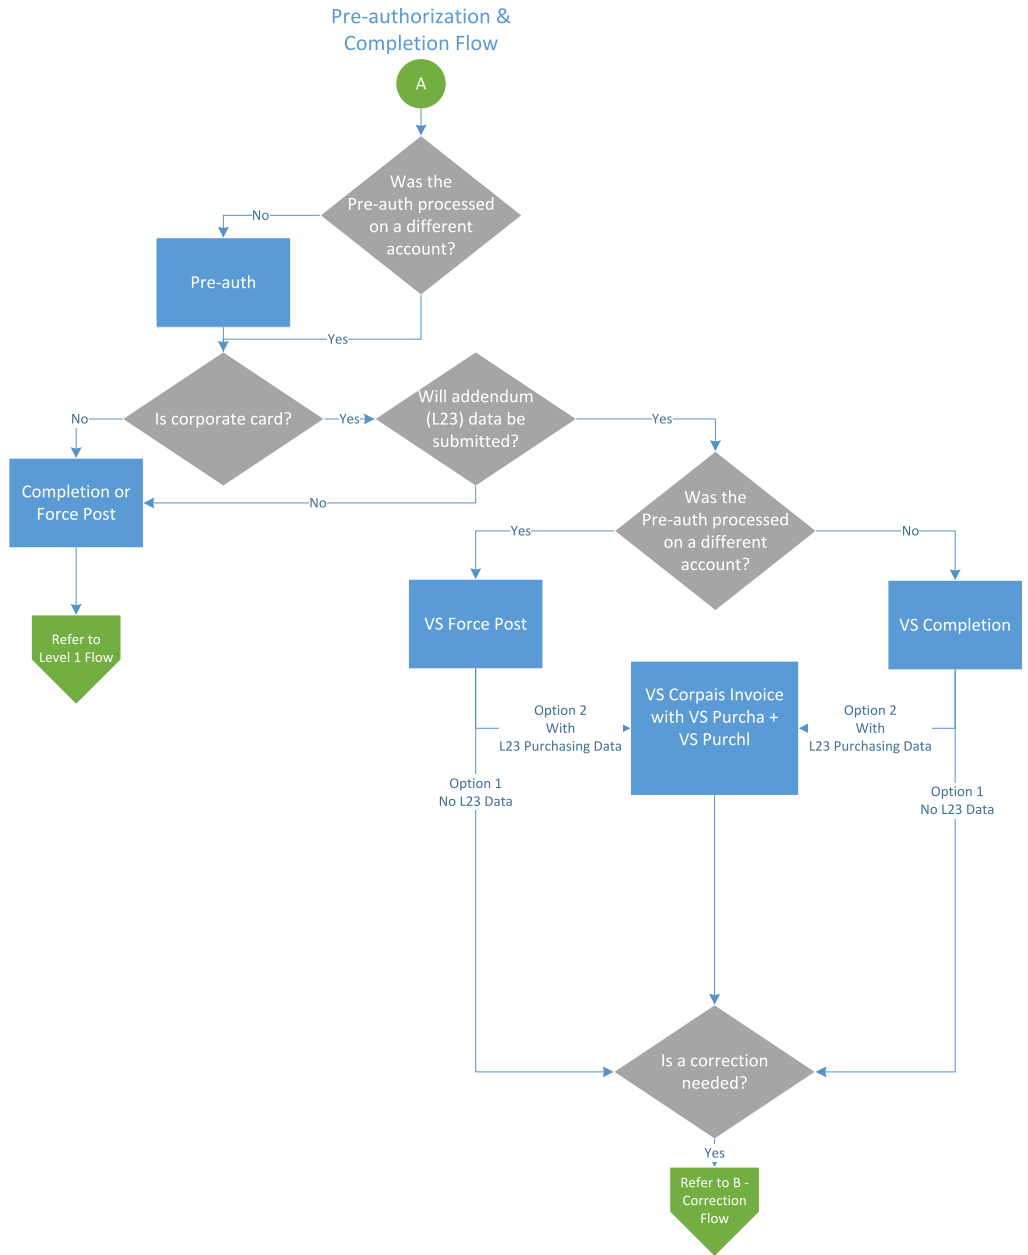 Pre-authorization &
Completion Flow
A
Was the
Pre-auth processed
on a different
account?
No
Pre-auth
Yes
Is corporate card?
No
Yes
Will addendum
(L23) data be
submitted?
Yes
Completion or
Force Post
No
Was the
Pre-auth processed
on a different
account?
Yes
No
VS Force Post
VS Completion
Refer to
Level 1 Flow
VS Corpais Invoice
with VS Purcha +
VS Purchl
Option 2
With
L23 Purchasing Data
Option 2
With
L23 Purchasing Data
Option 1
No L23 Data
Option 1
No L23 Data
Is a correction
needed?
Yes
Refer to B -
Correction
Flow